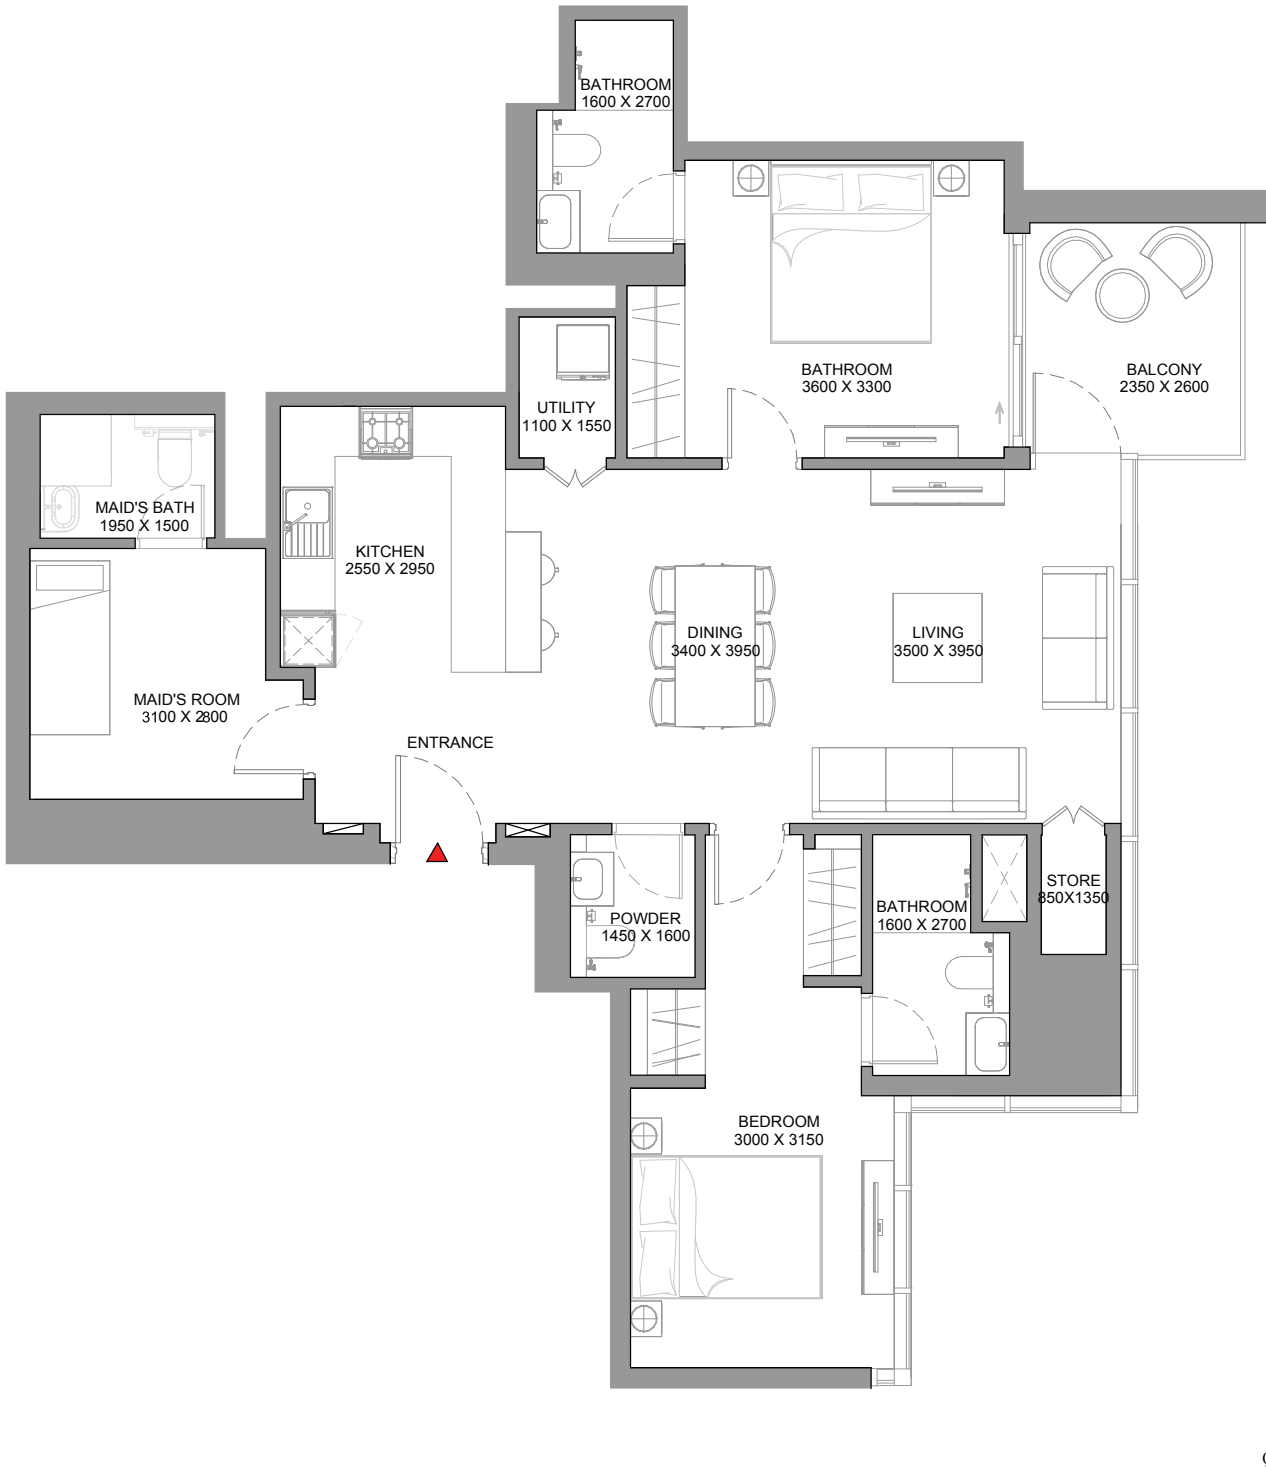 BATHROOM
1600 X 2700
BATHROOM
3600 X 3300
BALCONY
2350 X 2600
UTILITY
1100 X 1550
MAID'S BATH
1950 X 1500
KITCHEN
2550 X 2950
DINING
3400 X 3950
LIVING
3500 X 3950
MAID'S ROOM
3100 X 2800
ENTRANCE
STORE
850X1350
BATHROOM
1600 X 2700
POWDER
1450 X 1600
BEDROOM
3000 X 3150